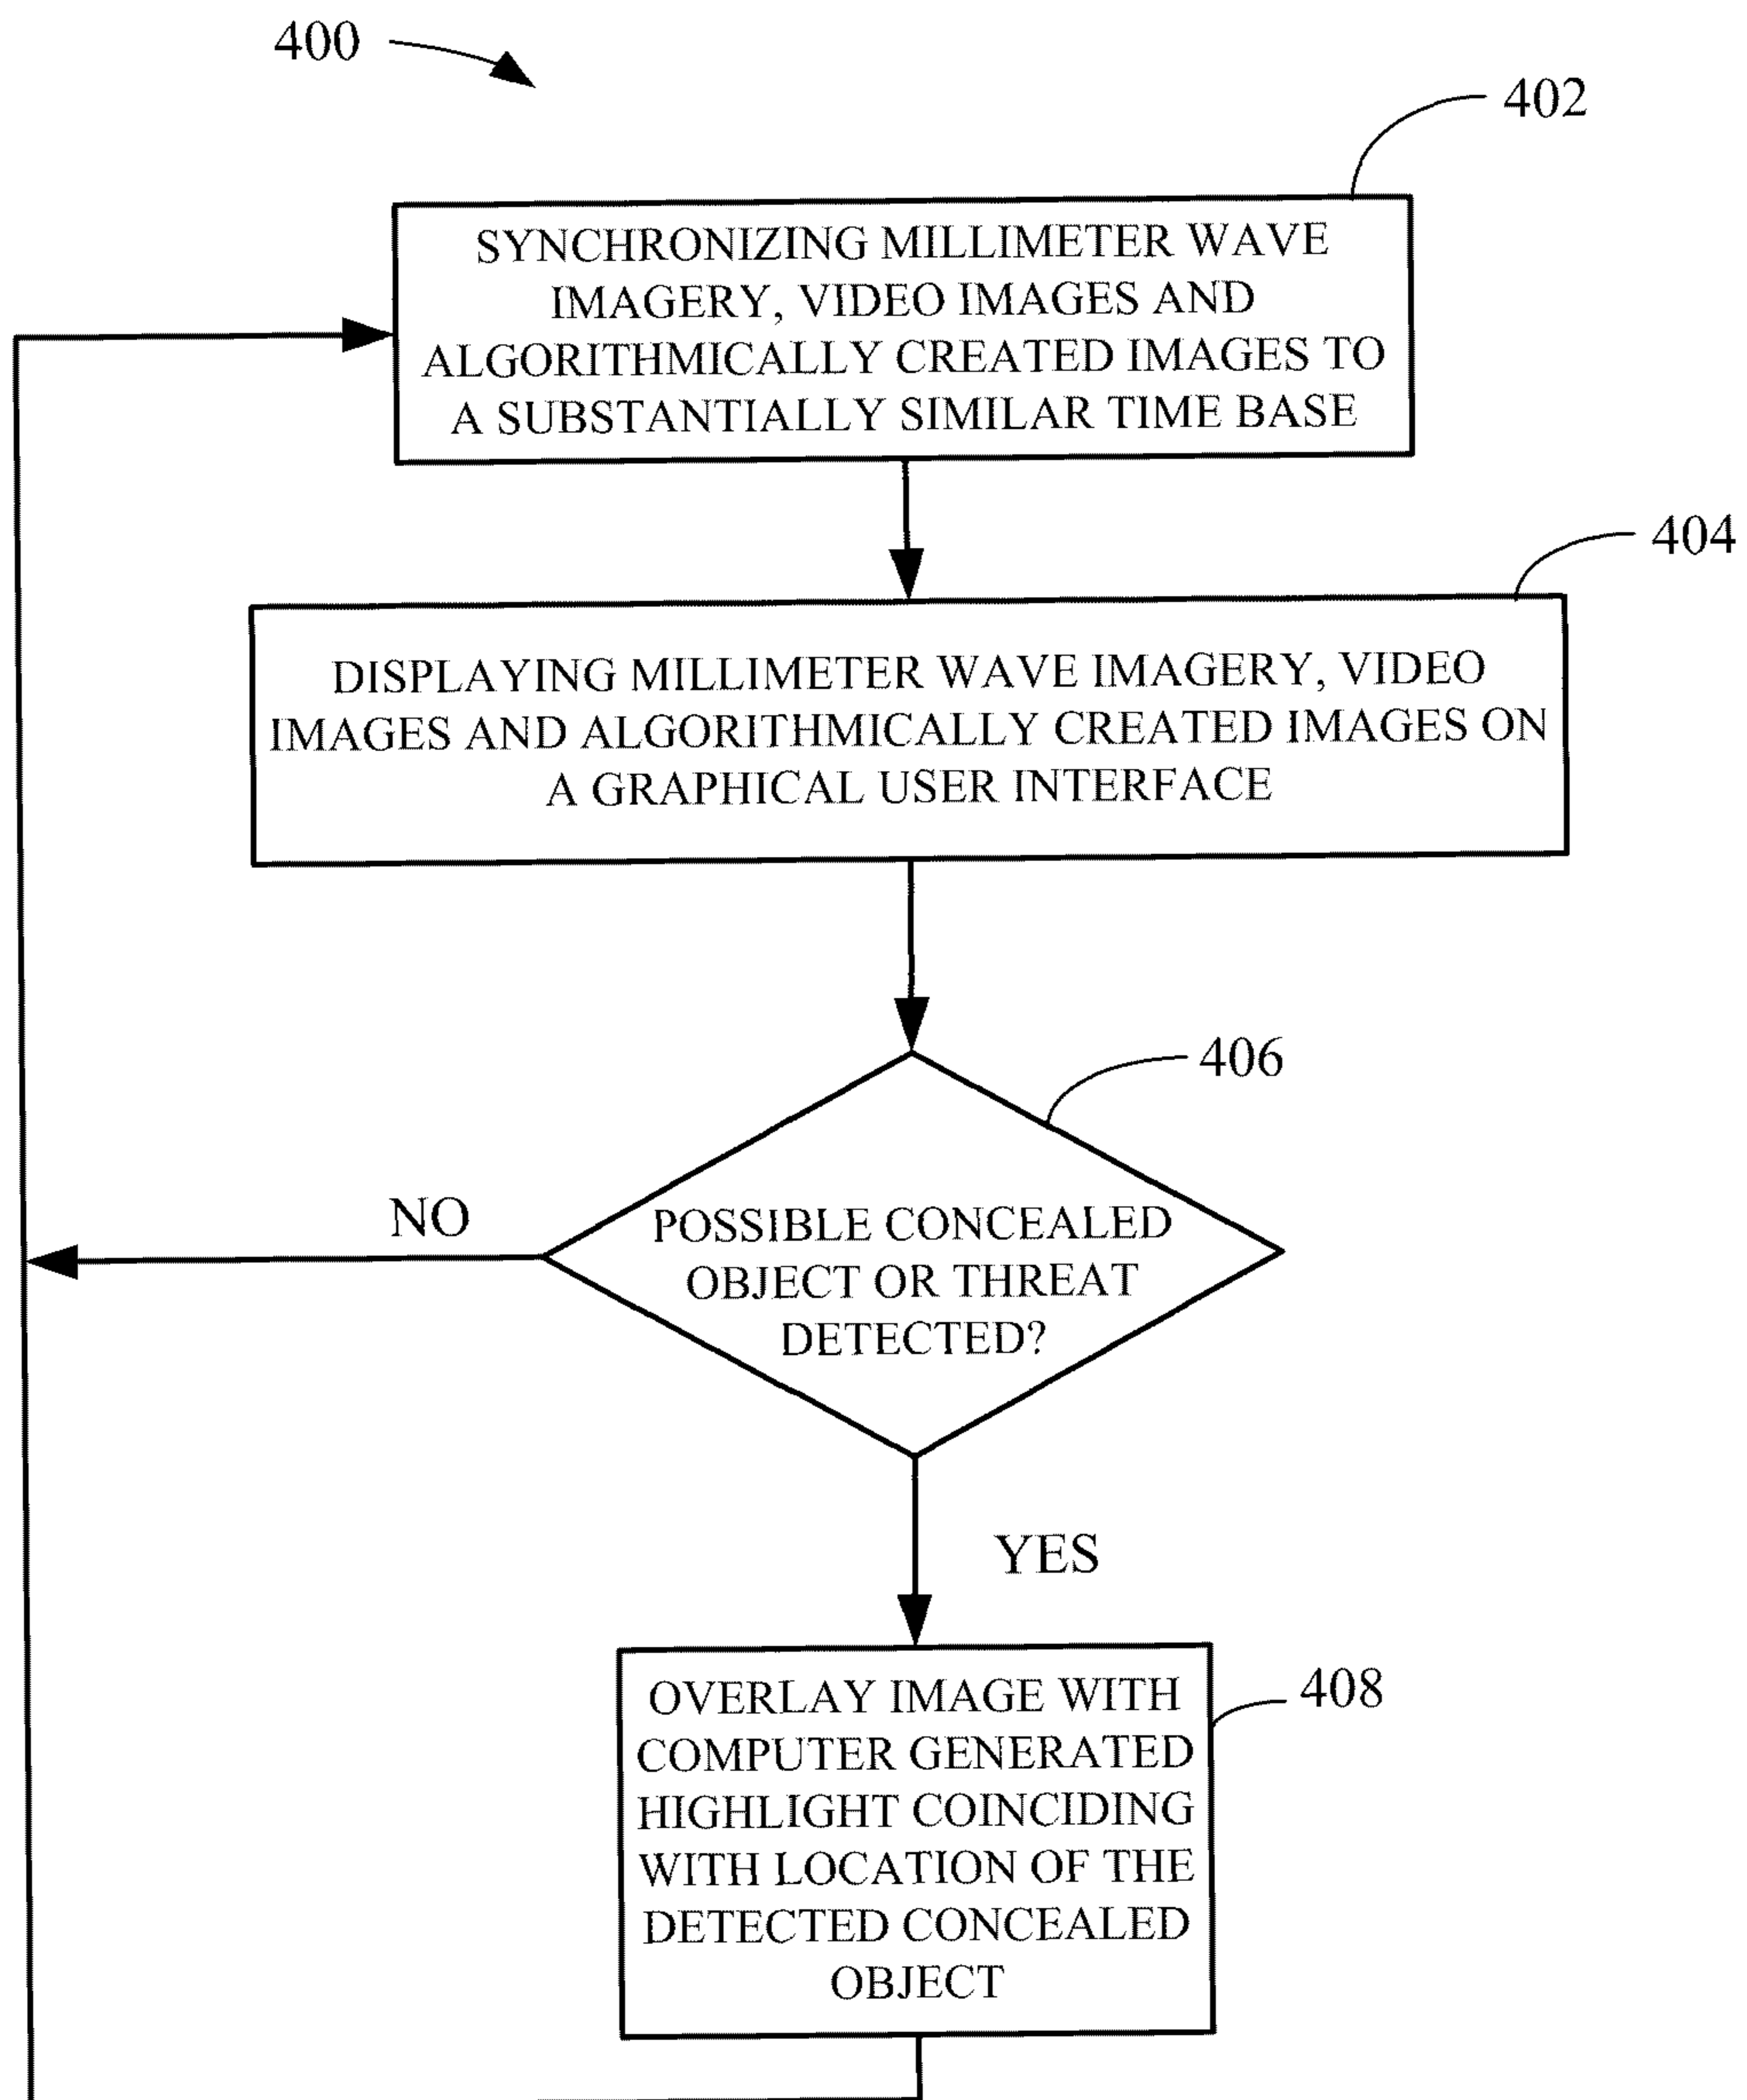 400
402
SYNCHRONIZING MILLIMETER WAVE
IMAGERY, VIDEO IMAGES AND
ALGORITHMICALLY CREATED IMAGES TO
A SUBSTANTIALLY SIMILAR TIME BASE
404
DISPLAYING MILLIMETER WAVE IMAGERY, VIDEO
IMAGES AND ALGORITHMICALLY CREATED IMAGES ON
A GRAPHICAL USER INTERFACE
406
NO
POSSIBLE CONCEALED
OBJECT OR THREAT
DETECTED?
YES
408
OVERLAY IMAGE WITH
COMPUTER GENERATED
HIGHLIGHT COINCIDING
WITH LOCATION OF THE
DETECTED CONCEALED
OBJECT